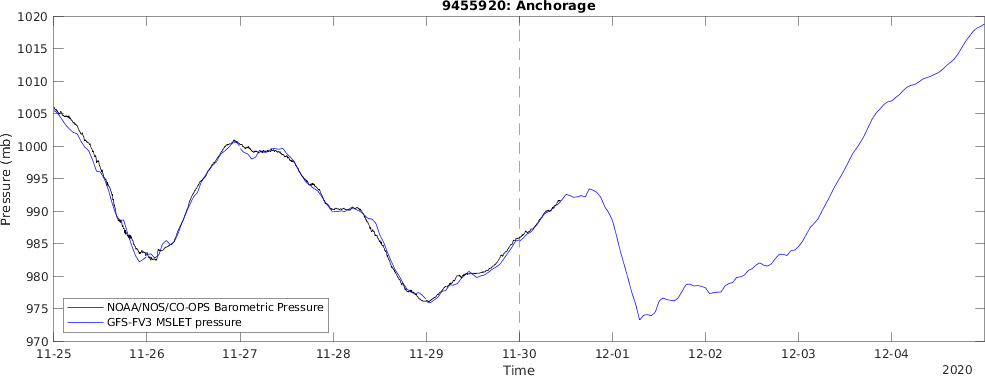 9455920: Anchorage
1020
1015
1010
1005
1000
995
990
985
980
975
970
Pressure (mb)
NOAA/NOS/CO-OPS Barometric Pressure
GFS-FV3 MSLET pressure
11-25 11-26 11-27 11-28 11-29 11-30 12-01 12-02 12-03 12-04
Time
2020